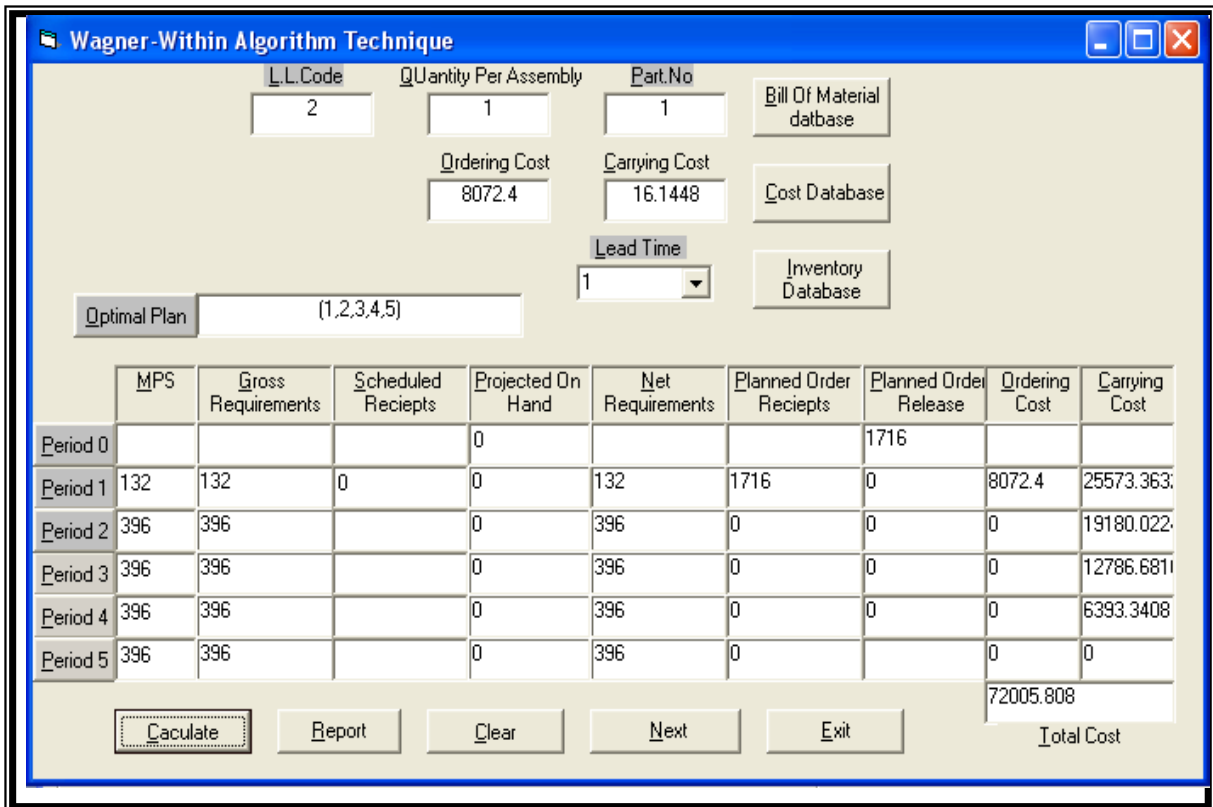 Wagner-Within Algorithm Technique
L.L.Code QUantity Per Assembly Part.No
2 1 1
Bill Of Material
datbase
Ordering Cost Carrying Cost
8072.4 16.1448
Cost Database
Lead Time
1
Inventory
Database
Optimal Plan (1,2,3,4,5)
MPS Gross Requirements Scheduled Reciepts Projected On Hand Net Requirements Planned Order Reciepts Planned Order Release Ordering Cost Carrying Cost
Period 0 0 1716
Period 1 132 132 0 0 132 1716 0 8072.4 25573.363
Period 2 396 396 0 396 0 0 0 19180.022
Period 3 396 396 0 396 0 0 0 12786.681
Period 4 396 396 0 396 0 0 0 6393.3408
Period 5 396 396 0 396 0 0 0
72005.808
Caculate Report Clear Next Exit Total Cost